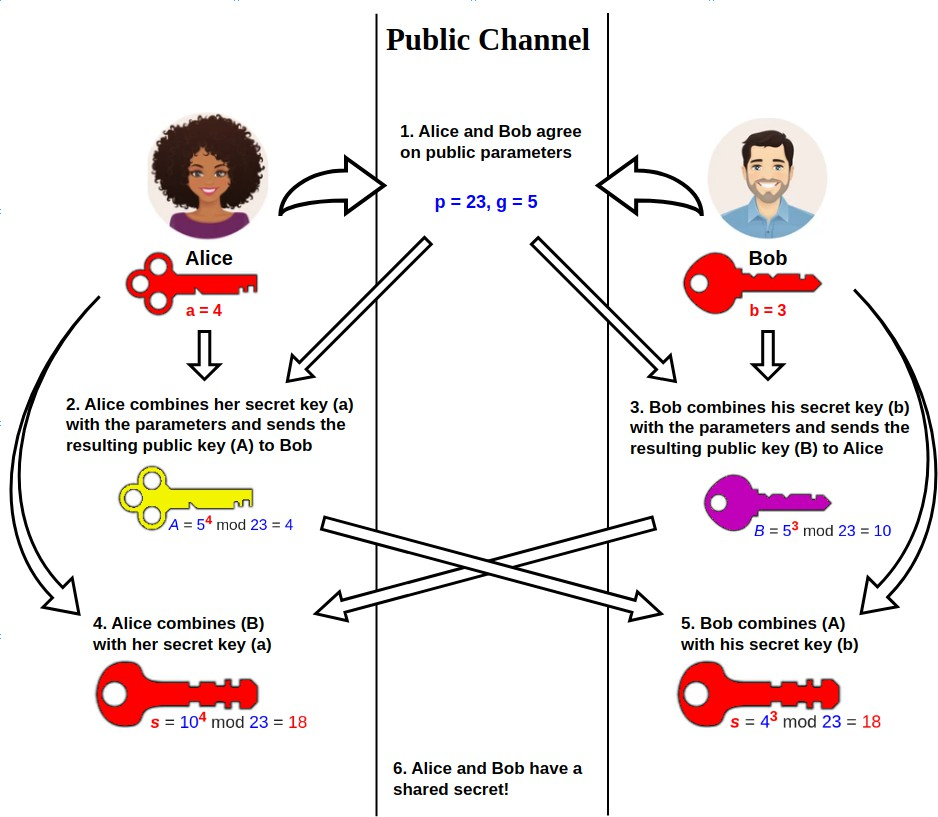 Public Channel
1. Alice and Bob agree
on public parameters
p = 23, g = 5
Alice
a = 4
Bob
b = 3
2. Alice combines her secret key (a)
with the parameters and sends the
resulting public key (A) to Bob
A = 5⁴ mod 23 = 4
3. Bob combines his secret key (b)
with the parameters and sends the
resulting public key (B) to Alice
B = 5³ mod 23 = 10
4. Alice combines (B)
with her secret key (a)
s = 10⁴ mod 23 = 18
5. Bob combines (A)
with his secret key (b)
s = 4³ mod 23 = 18
6. Alice and Bob have a
shared secret!